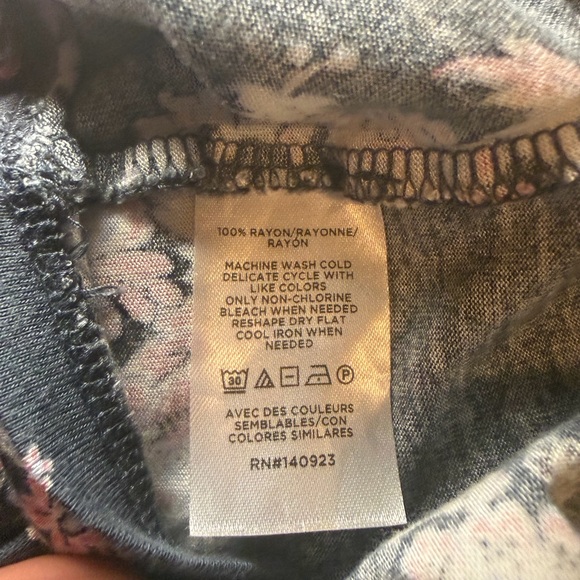 100% RAYON/RAYONNE/
RAYÓN
MACHINE WASH COLD
DELICATE CYCLE WITH
LIKE COLORS
ONLY NON-CHLORINE
BLEACH WHEN NEEDED
RESHAPE DRY FLAT
COOL IRON WHEN
NEEDED
30 P
AVEC DES COULEURS
SEMBLABLES/CON
COLORES SIMILARES
RN#140923